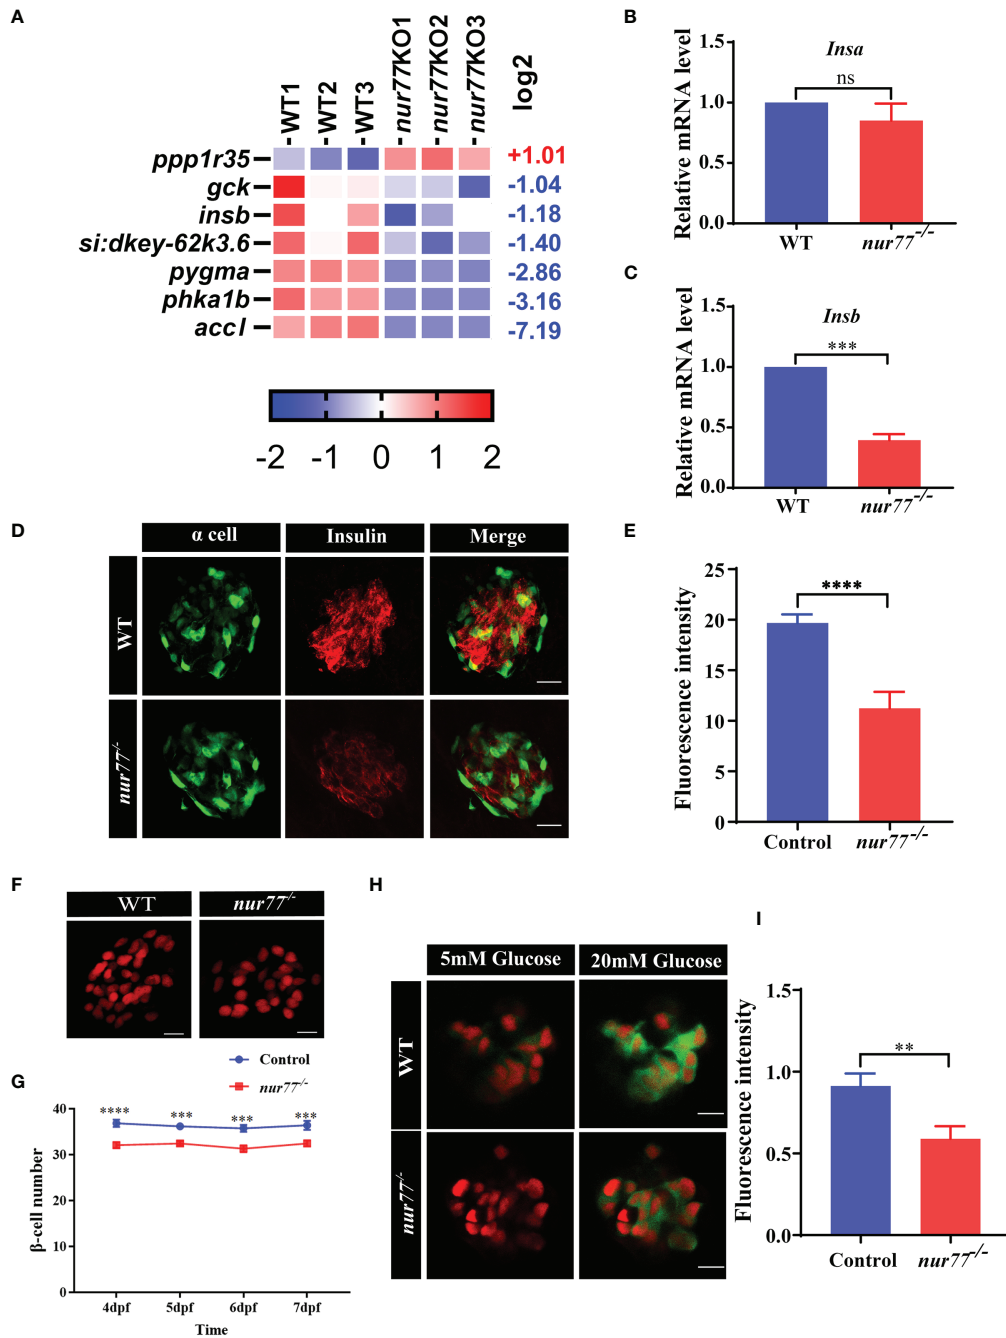 A
WT1
WT2
WT3
nur77KO1
nur77KO2
nur77KO3
log2
ppp1r35
+1.01
gck
-1.04
insb
-1.18
si:dkey-62k3.6
-1.40
pygma
-2.86
phka1b
-3.16
-7.19
-2 -1 0 1 2
B
Insa
ns
Relative mRNA level
1.5
1.0
0.5
0.0
WT nur77-/-
C
Insb
***
Relative mRNA level
1.5
1.0
0.5
0.0
WT nur77-/-
D
α cell Insulin Merge
WT
nur77-/-
E
****
Fluorescence intensity
25
20
15
10
5
0
Control nur77-/-
F
WT nur77-/-
G
Control
nur77-/-
**** *** *** ***
β-cell number
40
30
20
10
0
4dpf 5dpf 6dpf 7dpf
Time
H
5mM Glucose 20mM Glucose
WT
nur77-/-
I
**
Fluorescence intensity
1.5
1.0
0.5
0.0
Control nur77-/-